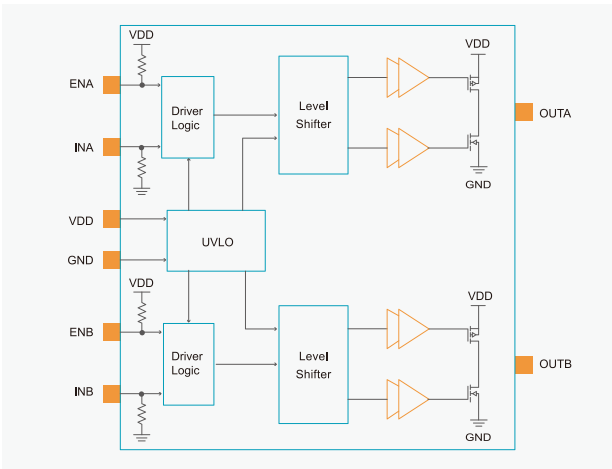 VDD
VDD
ENA
Driver
Logic
Level
Shifter
OUTA
INA
GND
VDD
UVLO
GND
VDD
VDD
ENB
Driver
Logic
Level
Shifter
OUTB
INB
GND